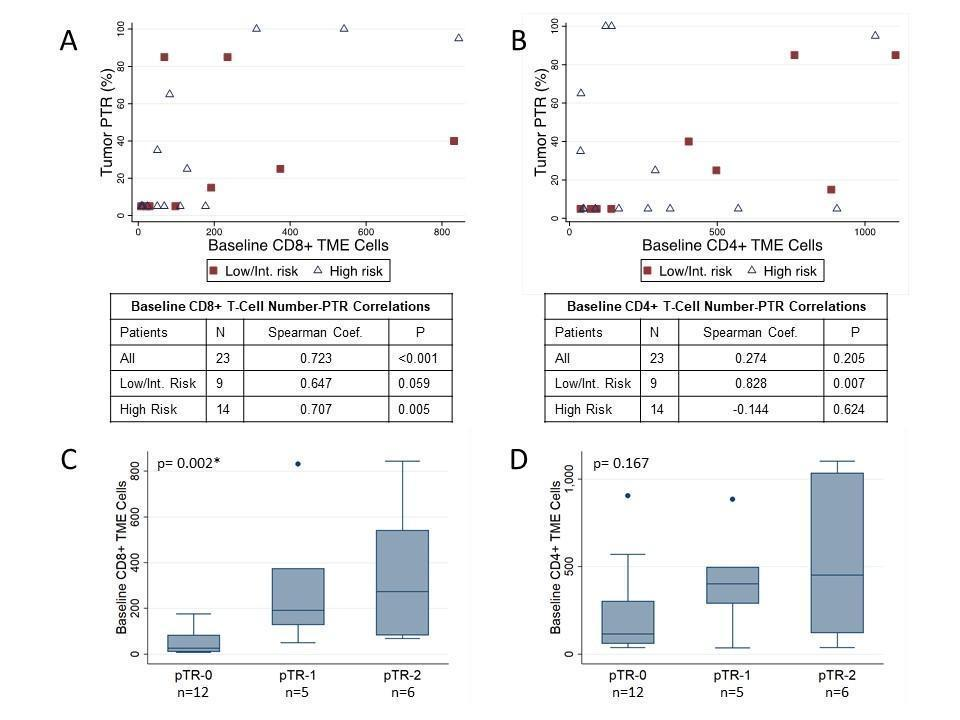 A
B
Tumor PTR (%)
100
80
60
40
20
0
0 200 400 600 800
Baseline CD8+ TME Cells
Low/Int. risk High risk
Tumor PTR (%)
100
80
60
40
20
0
0 500 1000
Baseline CD4+ TME Cells
Low/Int. risk High risk
Baseline CD8+ T-Cell Number-PTR Correlations
Patients N Spearman Coef. P
All 23 0.723 <0.001
Low/Int. Risk 9 0.647 0.059
High Risk 14 0.707 0.005
Baseline CD4+ T-Cell Number-PTR Correlations
Patients N Spearman Coef. P
All 23 0.274 0.205
Low/Int. Risk 9 0.828 0.007
High Risk 14 -0.144 0.624
C
p= 0.002*
Baseline CD8+ TME Cells
800
600
400
200
0
pTR-0 pTR-1 pTR-2
n=12 n=5 n=6
D
p= 0.167
Baseline CD4+ TME Cells
1,000
500
0
pTR-0 pTR-1 pTR-2
n=12 n=5 n=6